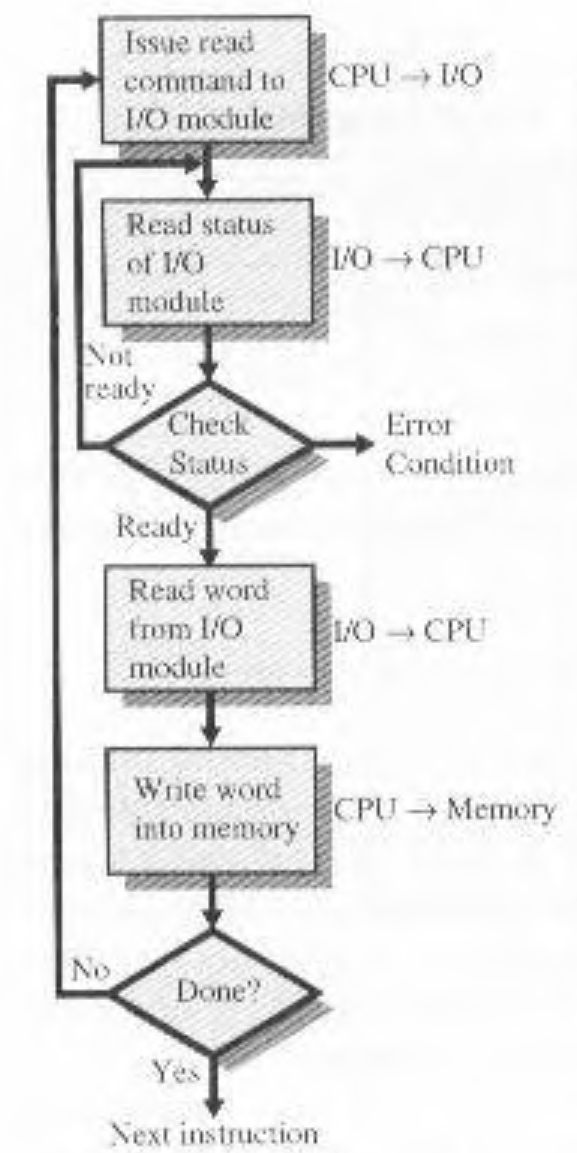 Issue read
command to
I/O module
CPU → I/O
Read status
of I/O
module
I/O → CPU
Not
ready
Check
Status
Error
Condition
Ready
Read word
from I/O
module
I/O → CPU
Write word
into memory
CPU → Memory
No
Done?
Yes
Next instruction